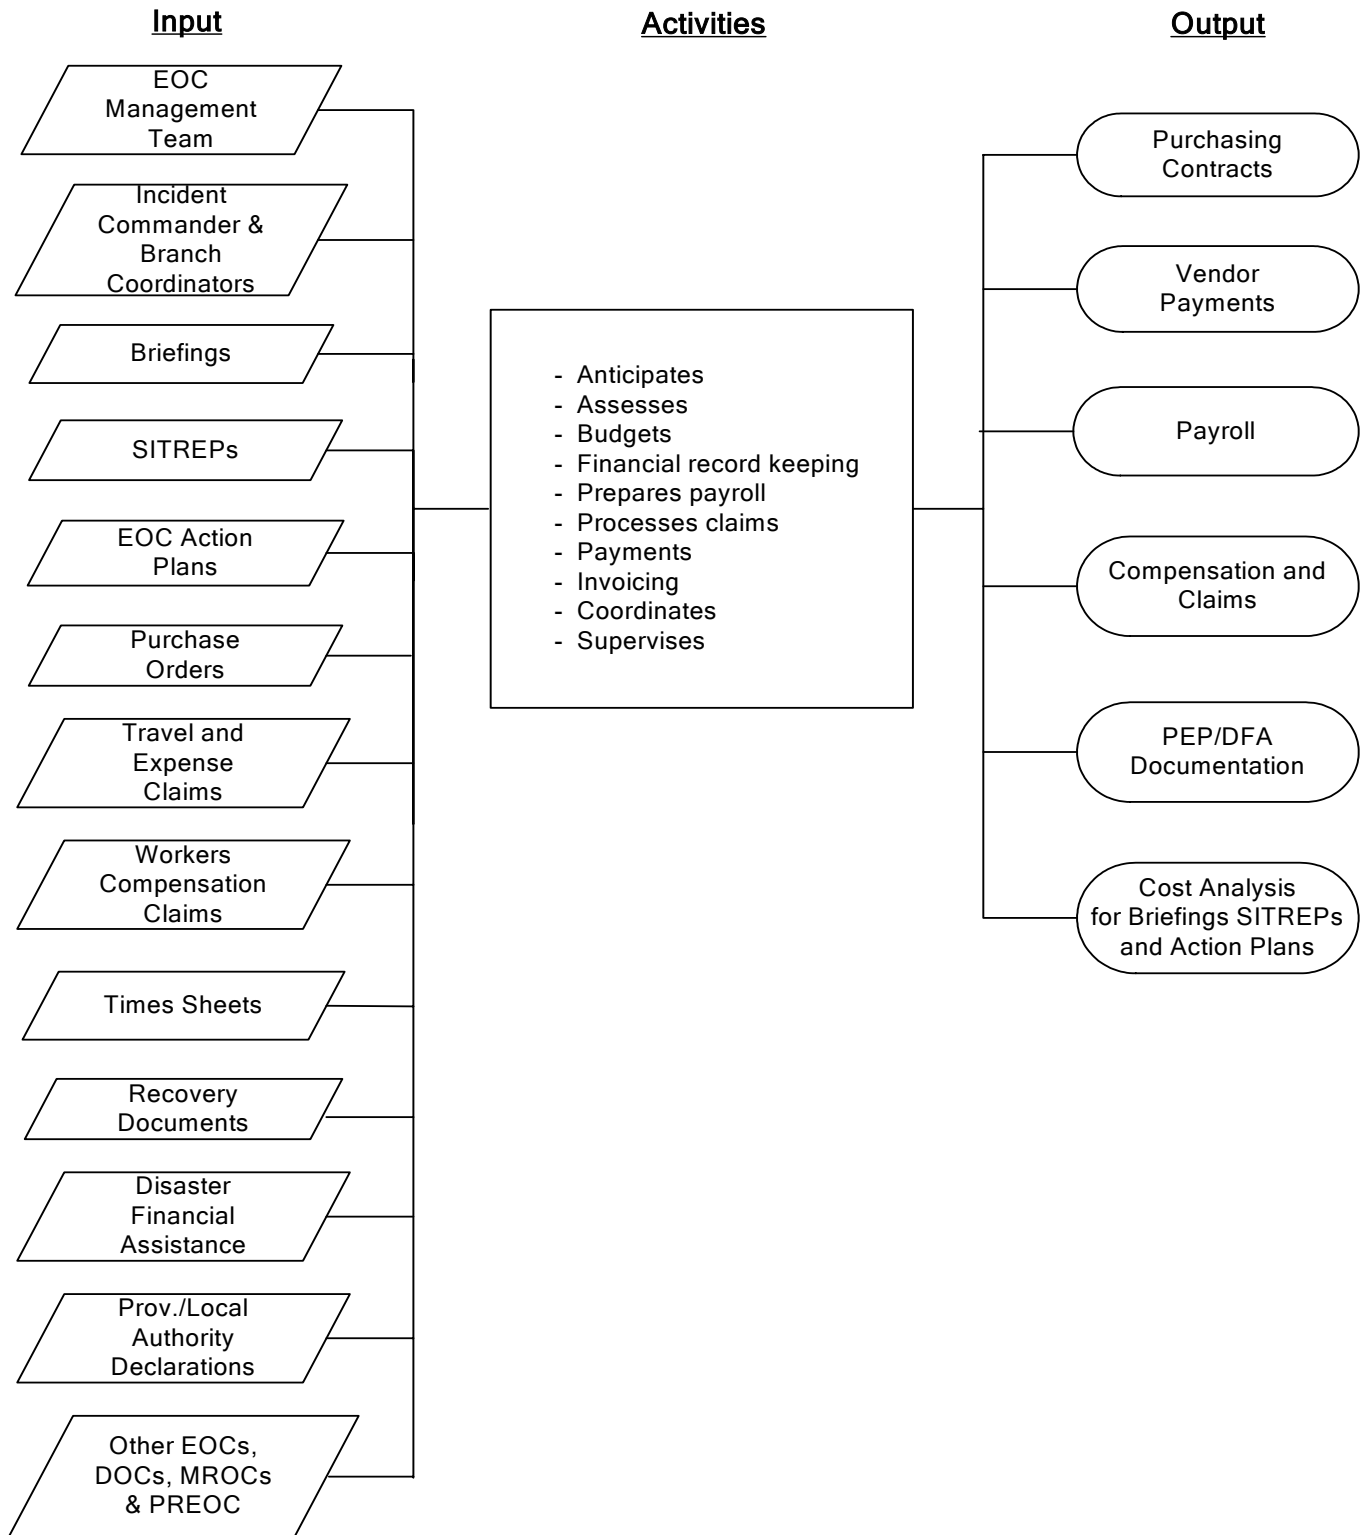 Input
Activities
Output
EOC
Management
Team
Incident
Commander &
Branch
Coordinators
Briefings
SITREPs
EOC Action
Plans
Purchase
Orders
Travel and
Expense
Claims
Workers
Compensation
Claims
Times Sheets
Recovery
Documents
Disaster
Financial
Assistance
Prov./Local
Authority
Declarations
Other EOCs,
DOCs, MROCs
& PREOC
- Anticipates
- Assesses
- Budgets
- Financial record keeping
- Prepares payroll
- Processes claims
- Payments
- Invoicing
- Coordinates
- Supervises
Purchasing
Contracts
Vendor
Payments
Payroll
Compensation and
Claims
PEP/DFA
Documentation
Cost Analysis
for Briefings SITREPs
and Action Plans